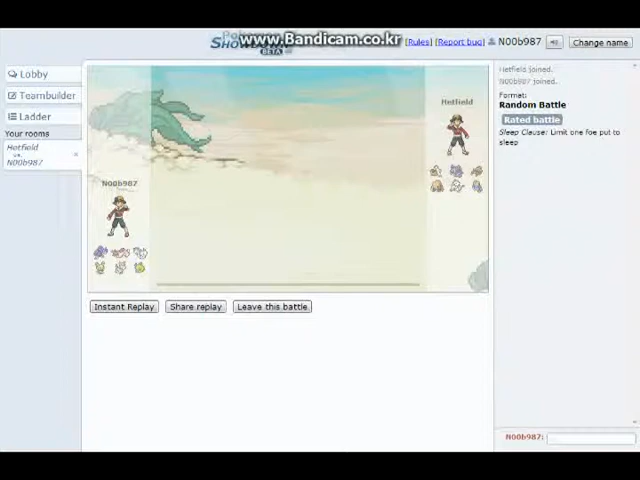 www.Bandicam.co.kr
SHOWDOWN
BETA
[Rules] [Report bug] N00b987 Change name
Lobby
Teambuilder
Ladder
Your rooms
Hetfield
vs.
N00b987
Hetfield
N00b987
Instant Replay Share replay Leave this battle
Hetfield joined.
N00b987 joined.
Format:
Random Battle
Rated battle
Sleep Clause: Limit one foe put to
sleep
N00b987: